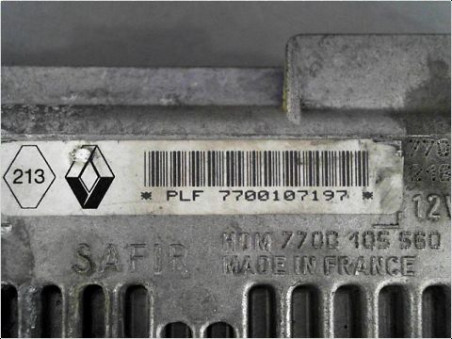 213
* PLF 7700107197 *
12V
SAFIR
HOM 7700 105 560
MADE IN FRANCE